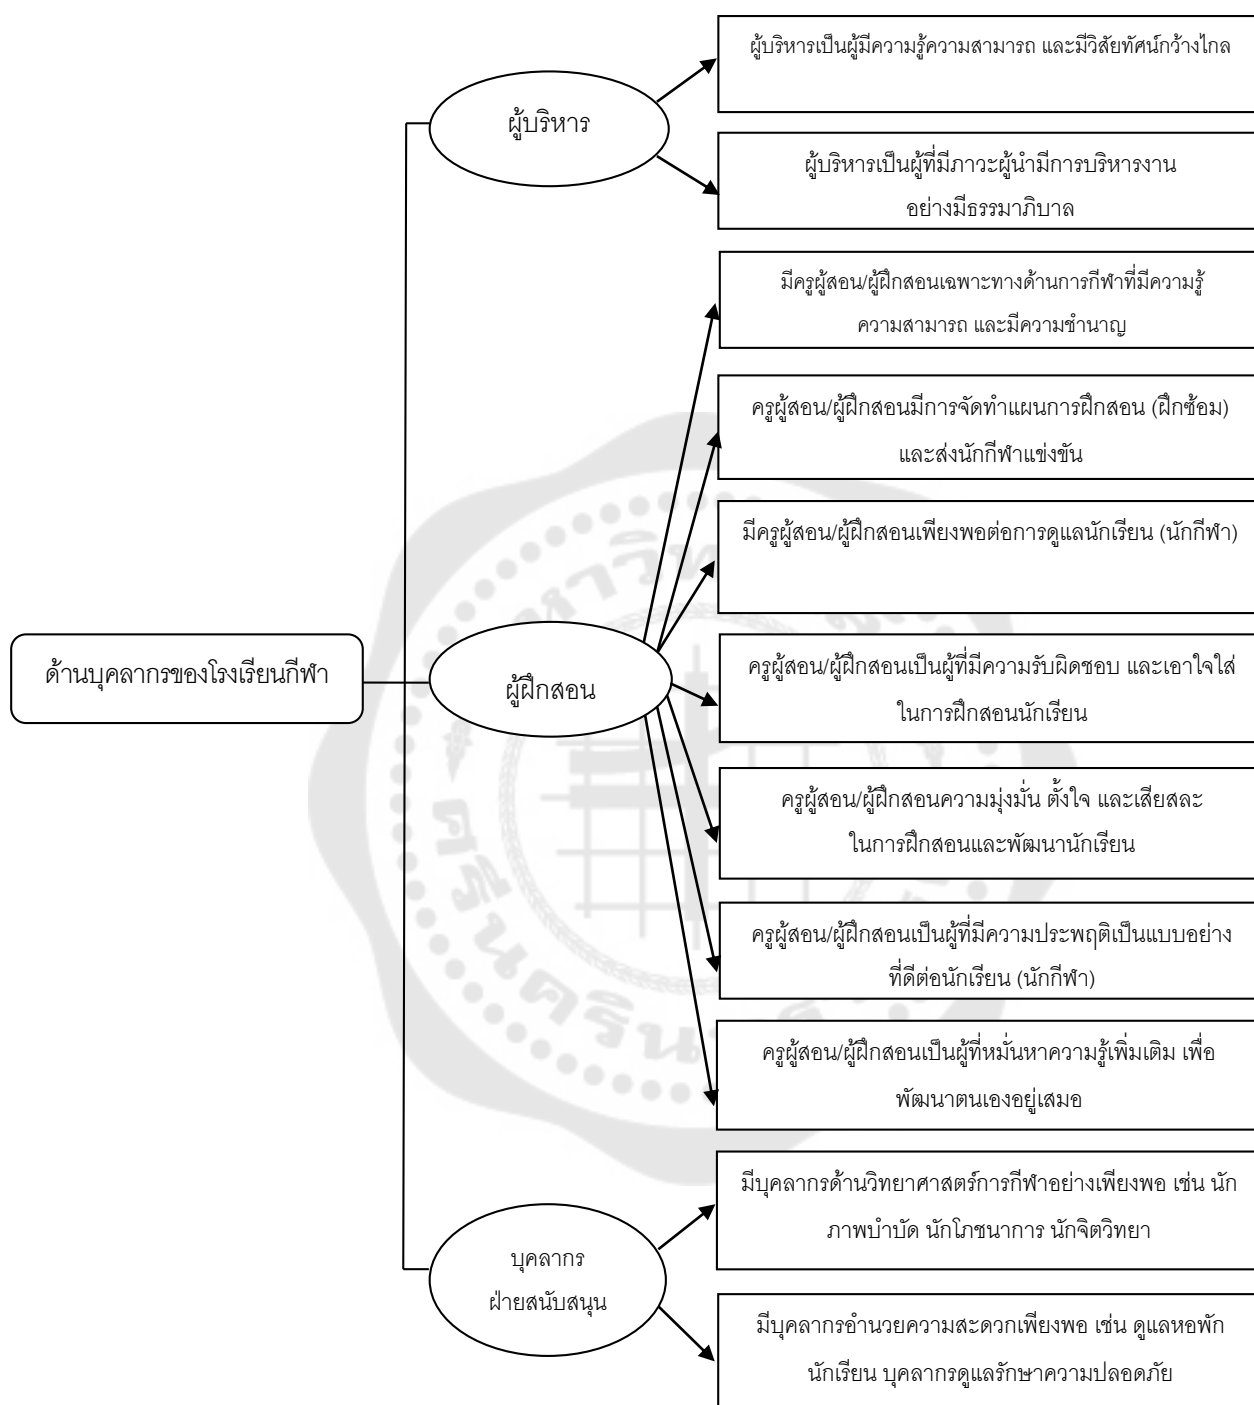 ผู้บริหารเป็นผู้มีความรู้ความสามารถ และมีวิสัยทัศน์กว้างไกล
ผู้บริหาร
ผู้บริหารเป็นผู้ที่มีภาวะผู้นำมีการบริหารงาน
อย่างมีธรรมาภิบาล
มีครูผู้สอน/ผู้ฝึกสอนเฉพาะทางด้านการกีฬาที่มีความรู้
ความสามารถ และมีความชำนาญ
ครูผู้สอน/ผู้ฝึกสอนมีการจัดทำแผนการฝึกสอน (ฝึกซ้อม)
และส่งนักกีฬาแข่งขัน
มีครูผู้สอน/ผู้ฝึกสอนเพียงพอต่อการดูแลนักเรียน (นักกีฬา)
ด้านบุคลากรของโรงเรียนกีฬา
ผู้ฝึกสอน
ครูผู้สอน/ผู้ฝึกสอนเป็นผู้ที่มีความรับผิดชอบ และเอาใจใส่
ในการฝึกสอนนักเรียน
ครูผู้สอน/ผู้ฝึกสอนความมุ่งมั่น ตั้งใจ และเสียสละ
ในการฝึกสอนและพัฒนานักเรียน
ครูผู้สอน/ผู้ฝึกสอนเป็นผู้ที่มีความประพฤติเป็นแบบอย่าง
ที่ดีต่อนักเรียน (นักกีฬา)
ครูผู้สอน/ผู้ฝึกสอนเป็นผู้ที่หมั่นหาความรู้เพิ่มเติม เพื่อ
พัฒนาตนเองอยู่เสมอ
มีบุคลากรด้านวิทยาศาสตร์การกีฬาอย่างเพียงพอ เช่น นัก
ภาพบำบัด นักโภชนาการ นักจิตวิทยา
บุคลากร
ฝ่ายสนับสนุน
มีบุคลากรอำนวยความสะดวกเพียงพอ เช่น ดูแลหอพัก
นักเรียน บุคลากรดูแลรักษาความปลอดภัย